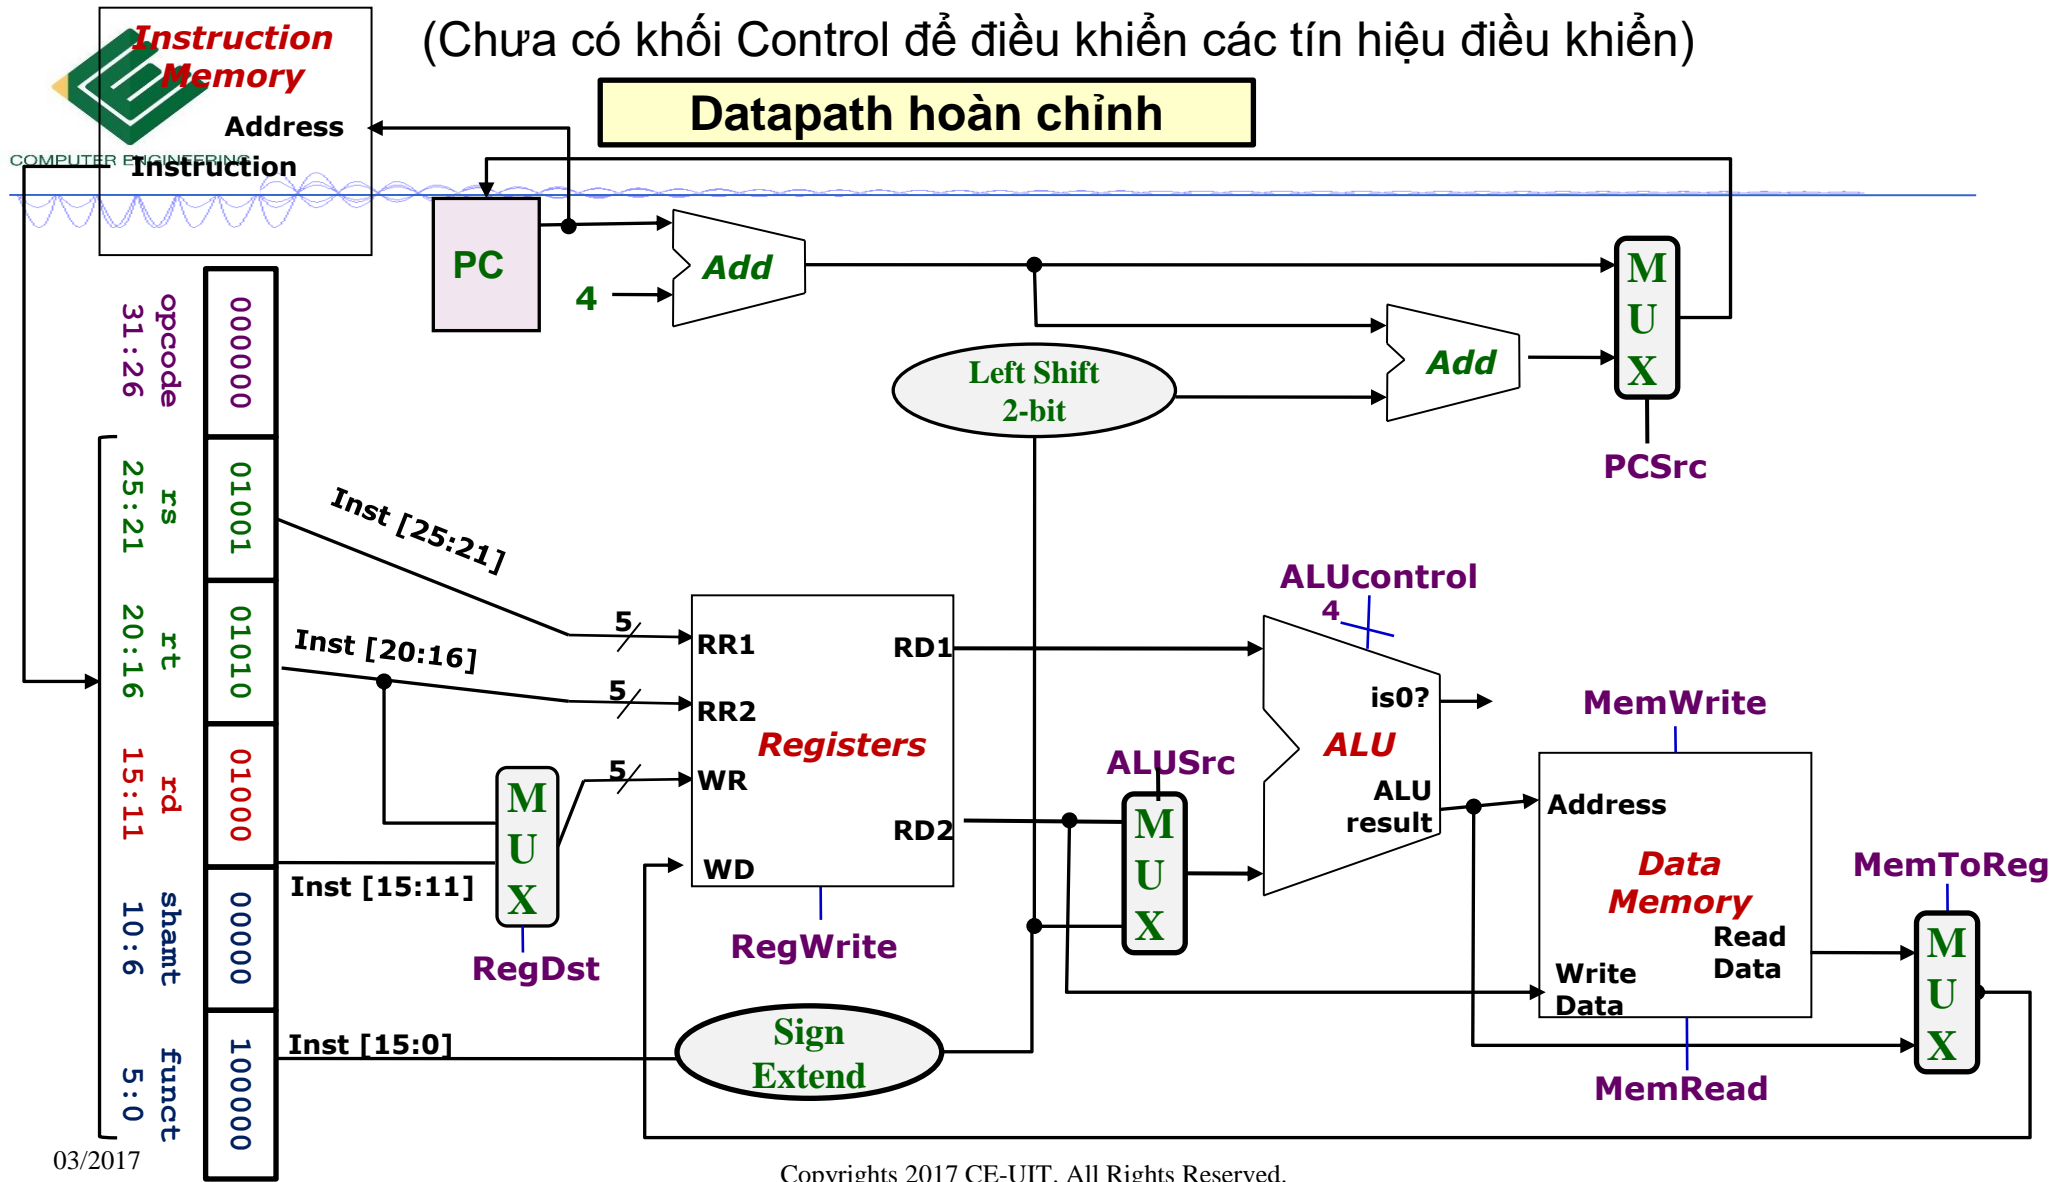 (Chưa có khối Control để điều khiển các tín hiệu điều khiển)
Datapath hoàn chỉnh
Instruction
Memory
Address
COMPUTER ENGINEERING
Instruction
PC
4
Add
Left Shift
2-bit
Add
M
U
X
PCSrc
opcode
31:26
000000
rs
25:21
01001
rt
20:16
01010
rd
15:11
01000
shamt
10:6
00000
funct
5:0
100000
Inst [25:21]
Inst [20:16]
Inst [15:11]
Inst [15:0]
5
5
5
M
U
X
RegDst
RR1
RR2
WR
WD
Registers
RD1
RD2
RegWrite
Sign
Extend
ALUSrc
M
U
X
ALUcontrol
4
is0?
ALU
ALU
result
MemWrite
Address
Data
Memory
Read
Data
Write
Data
MemRead
MemToReg
M
U
X
03/2017
Copyrights 2017 CE-UIT. All Rights Reserved.